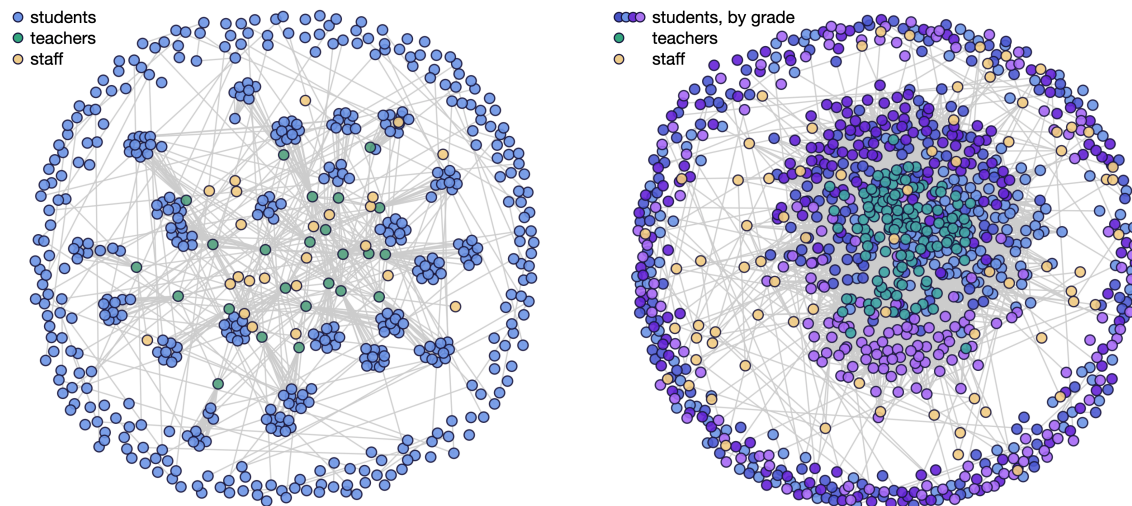 students
teachers
staff
students, by grade
teachers
staff